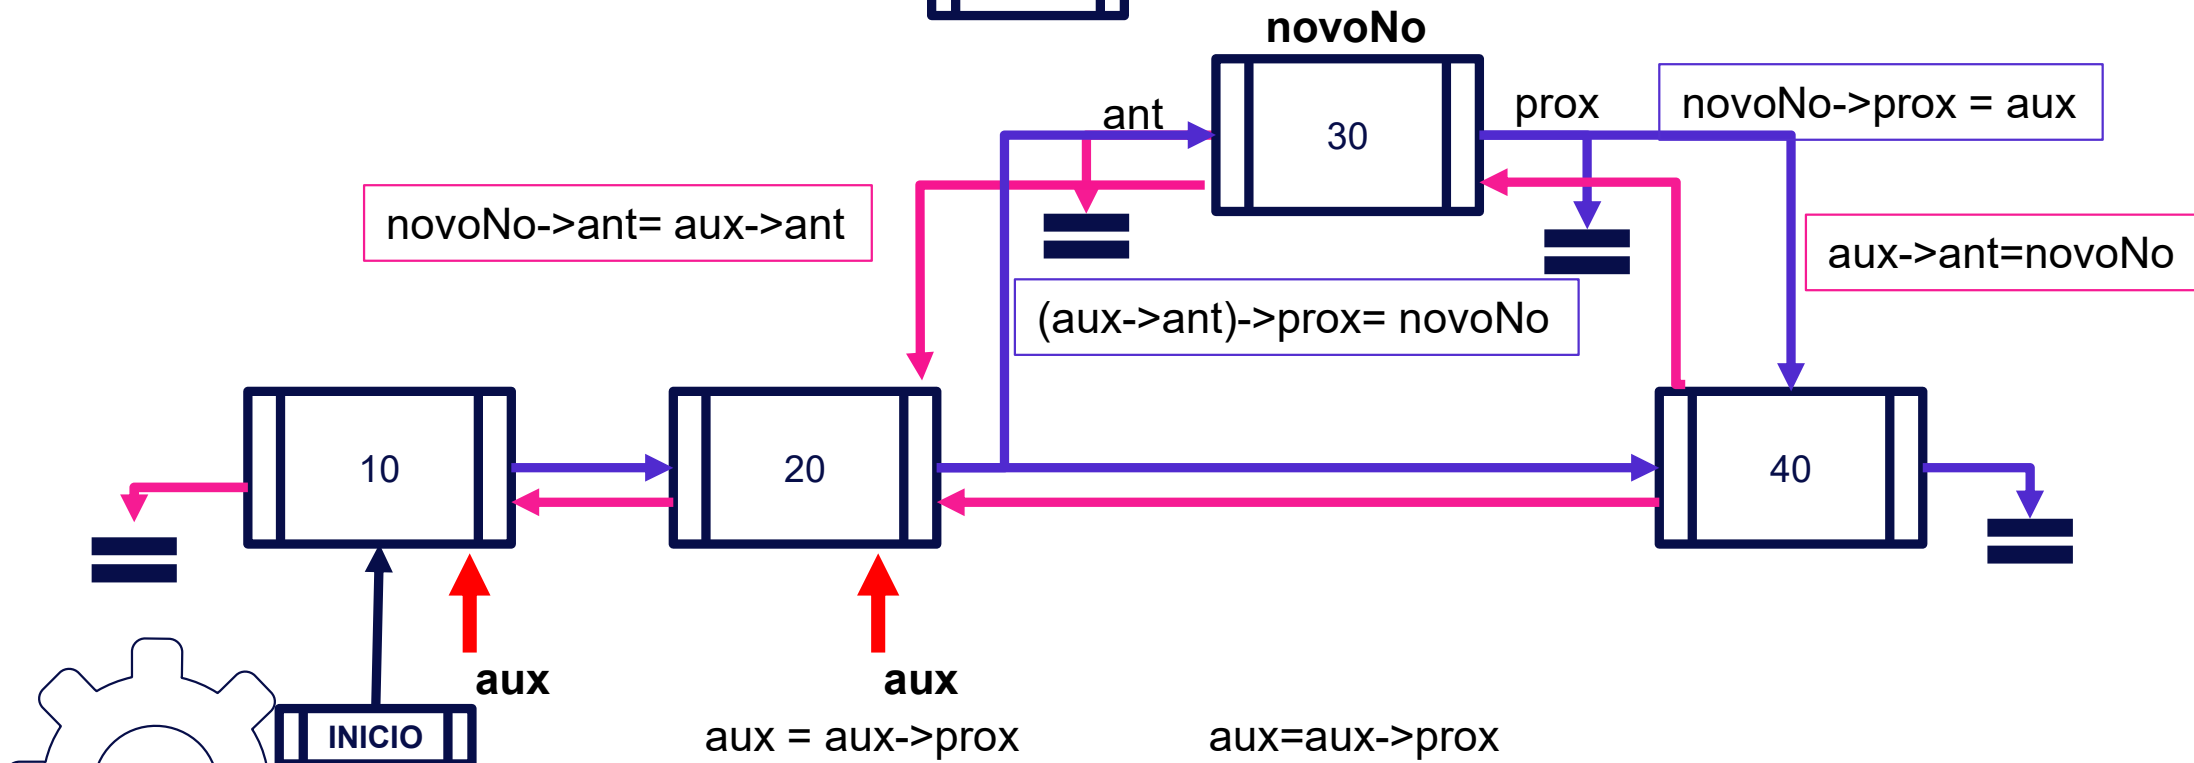 novoNo
ant
30
prox
novoNo->prox = aux
novoNo->ant= aux->ant
aux->ant=novoNo
(aux->ant)->prox= novoNo
10
20
40
aux
aux
INICIO
aux = aux->prox
aux=aux->prox